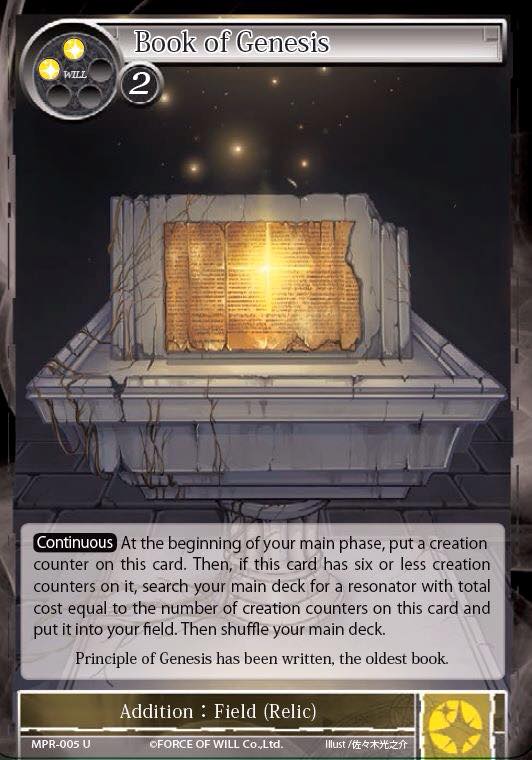 Book of Genesis
WILL
2
Continuous At the beginning of your main phase, put a creation
counter on this card. Then, if this card has six or less creation
counters on it, search your main deck for a resonator with total
cost equal to the number of creation counters on this card and
put it into your field. Then shuffle your main deck.
Principle of Genesis has been written, the oldest book.
Addition : Field (Relic)
MPR-005 U ©FORCE OF WILL Co.,Ltd. Illust /佐々木光之介